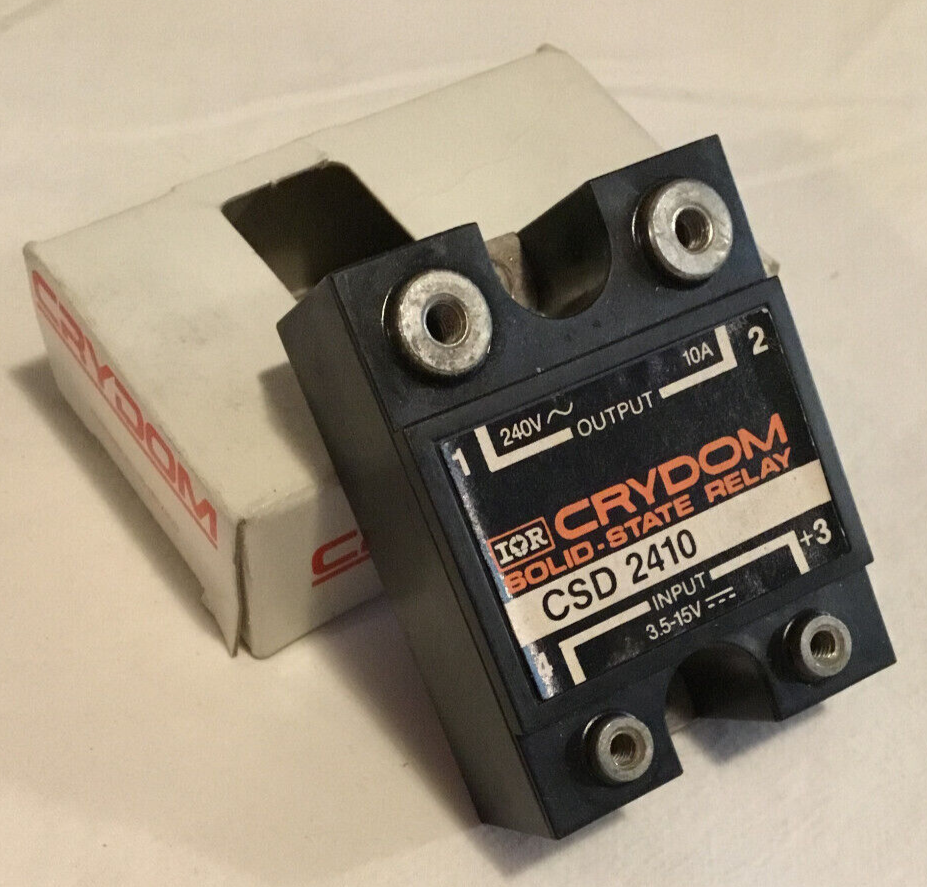 CRYDOM
C
240V ~ 10A
1 OUTPUT 2
IOR CRYDOM
SOLID-STATE RELAY
CSD 2410
INPUT +3
4 3.5-15V ⎓